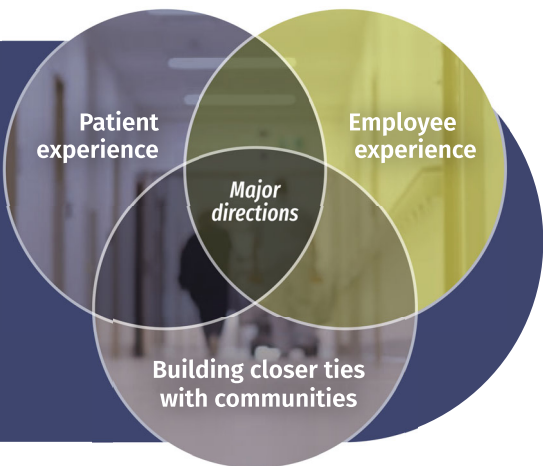 Patient
experience
Employee
experience
Major
directions
Building closer ties
with communities